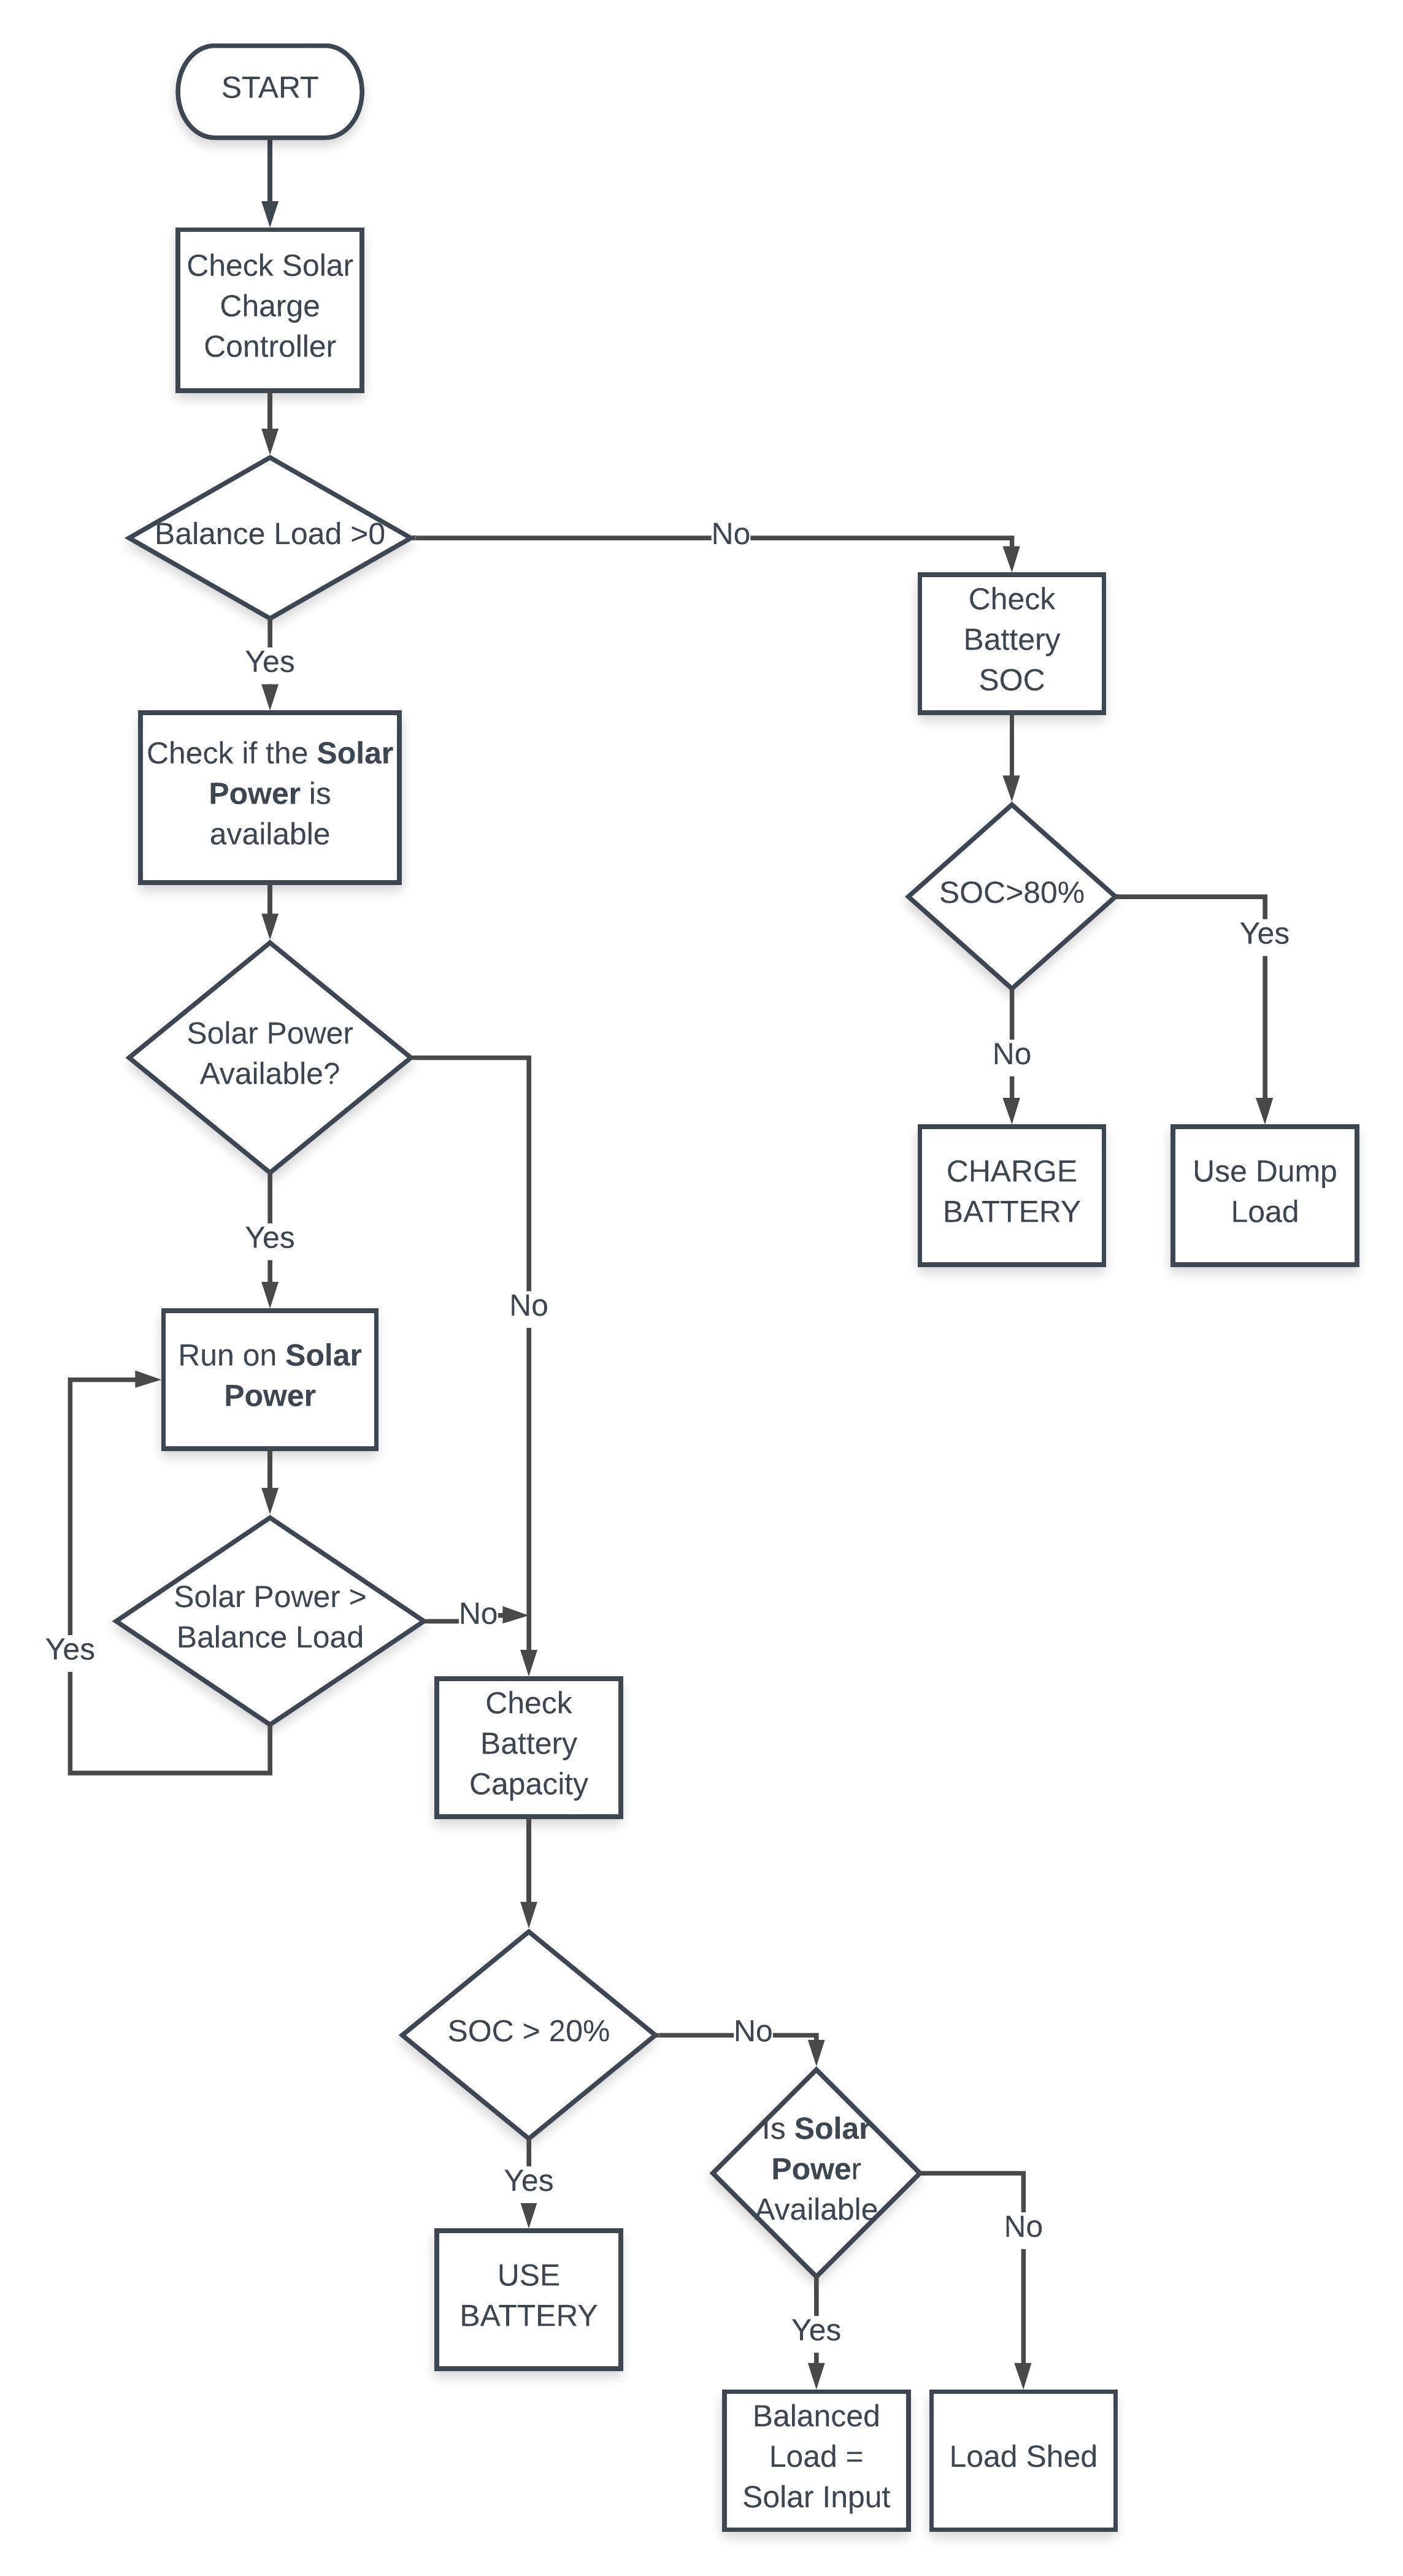 START
Check Solar
Charge
Controller
Balance Load >0
No
Check
Battery
SOC
Yes
Check if the Solar
Power is
available
SOC>80%
Yes
Solar Power
Available?
No
CHARGE
BATTERY
Use Dump
Load
Yes
No
Run on Solar
Power
Solar Power >
Balance Load
No
Yes
Check
Battery
Capacity
SOC > 20%
No
Is Solar
Power
Available
Yes
No
USE
BATTERY
Yes
Balanced
Load =
Solar Input
Load Shed